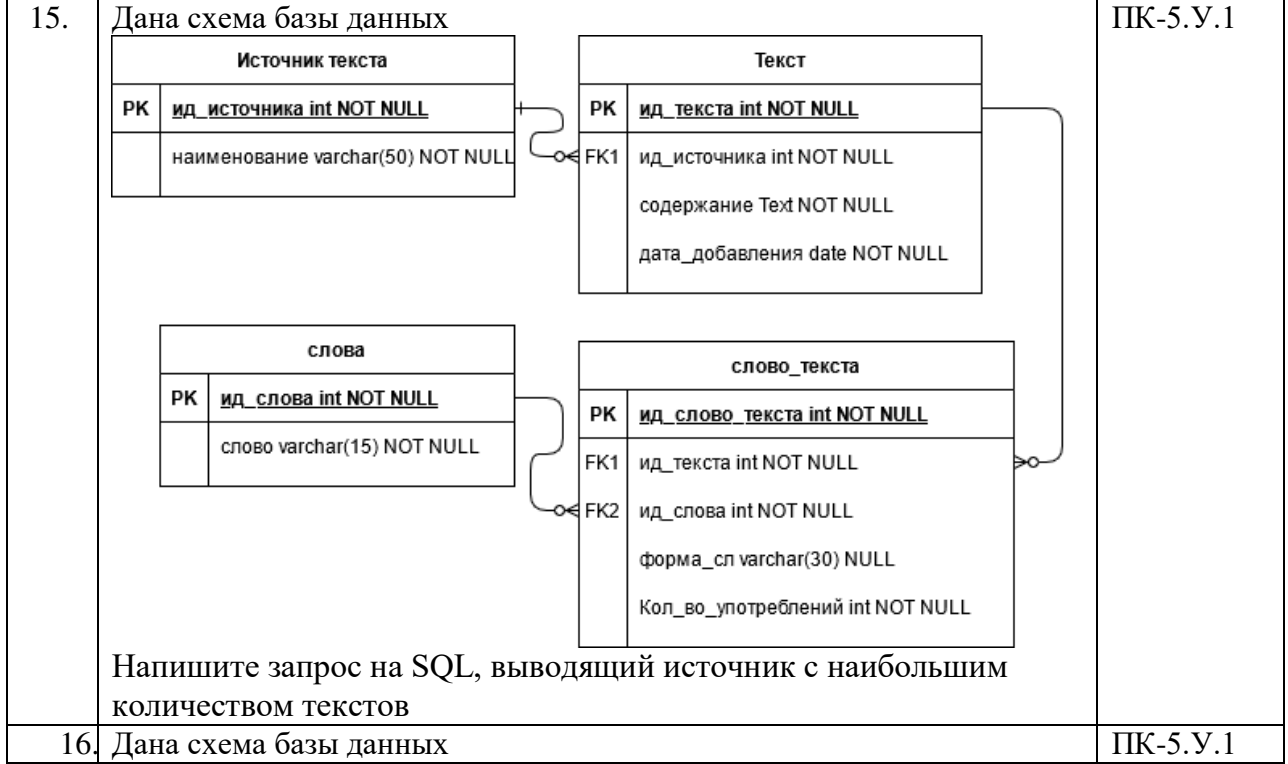 15. Дана схема базы данных ПК-5.У.1
Источник текста
PK ид_источника int NOT NULL
наименование varchar(50) NOT NULL
Текст
PK ид_текста int NOT NULL
FK1 ид_источника int NOT NULL
содержание Text NOT NULL
дата_добавления date NOT NULL
слова
PK ид_слова int NOT NULL
слово varchar(15) NOT NULL
слово_текста
PK ид_слово_текста int NOT NULL
FK1 ид_текста int NOT NULL
FK2 ид_слова int NOT NULL
форма_сл varchar(30) NULL
Кол_во_употреблений int NOT NULL
Напишите запрос на SQL, выводящий источник с наибольшим
количеством текстов
16. Дана схема базы данных ПК-5.У.1